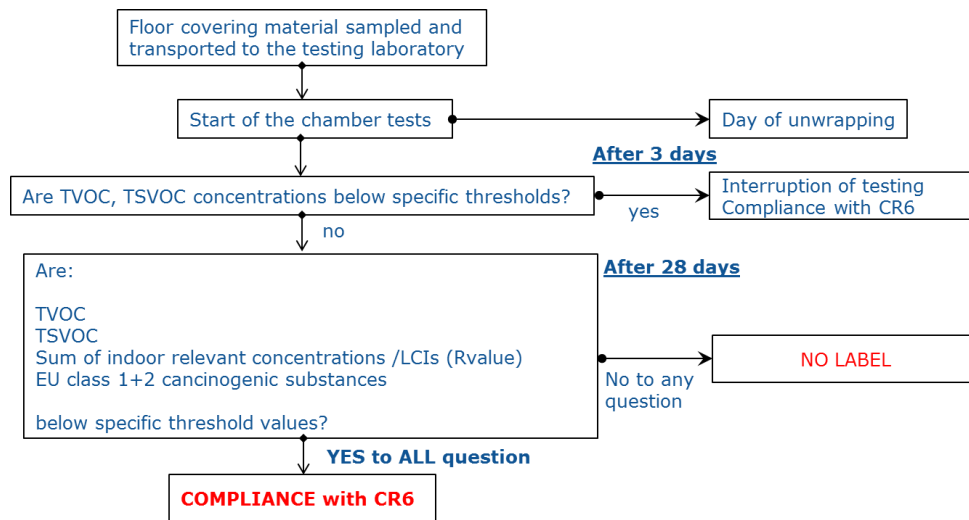 Floor covering material sampled and
transported to the testing laboratory
Start of the chamber tests
Day of unwrapping
After 3 days
Are TVOC, TSVOC concentrations below specific thresholds?
yes
Interruption of testing
Compliance with CR6
no
After 28 days
Are:
TVOC
TSVOC
Sum of indoor relevant concentrations /LCIs (Rvalue)
EU class 1+2 cancinogenic substances
below specific threshold values?
No to any
question
NO LABEL
YES to ALL question
COMPLIANCE with CR6